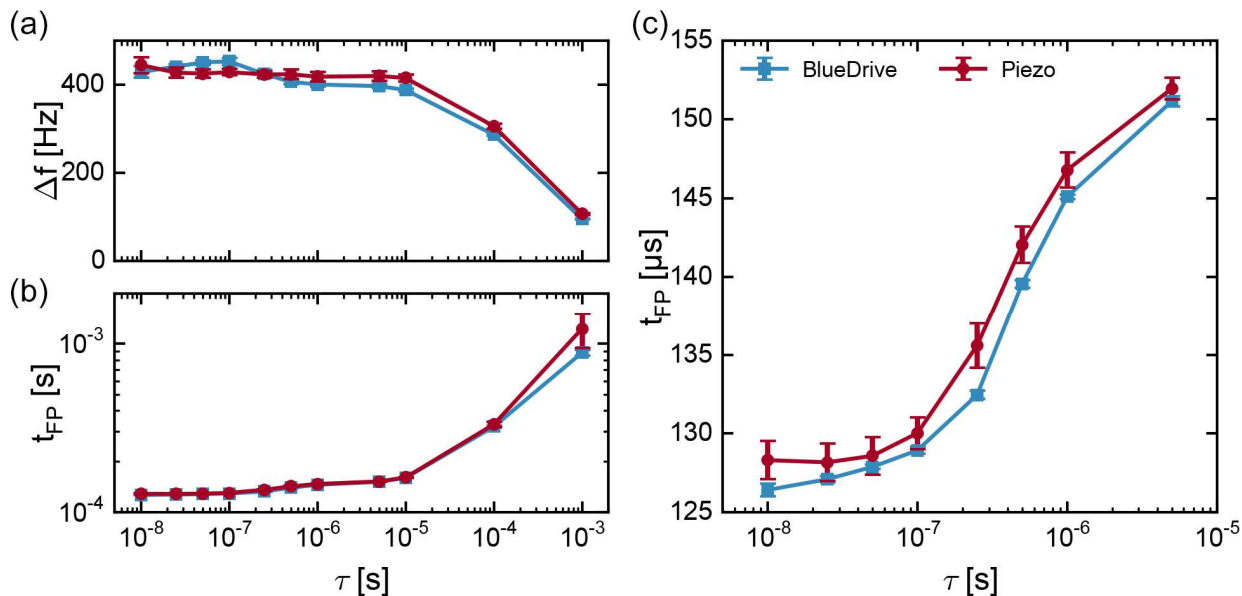 (a)
400
200
0
Δf [Hz]
(b)
10⁻³
10⁻⁴
t_FP [s]
10⁻⁸ 10⁻⁷ 10⁻⁶ 10⁻⁵ 10⁻⁴ 10⁻³
τ [s]
(c)
BlueDrive Piezo
155
150
145
140
135
130
125
t_FP [µs]
10⁻⁸ 10⁻⁷ 10⁻⁶ 10⁻⁵
τ [s]